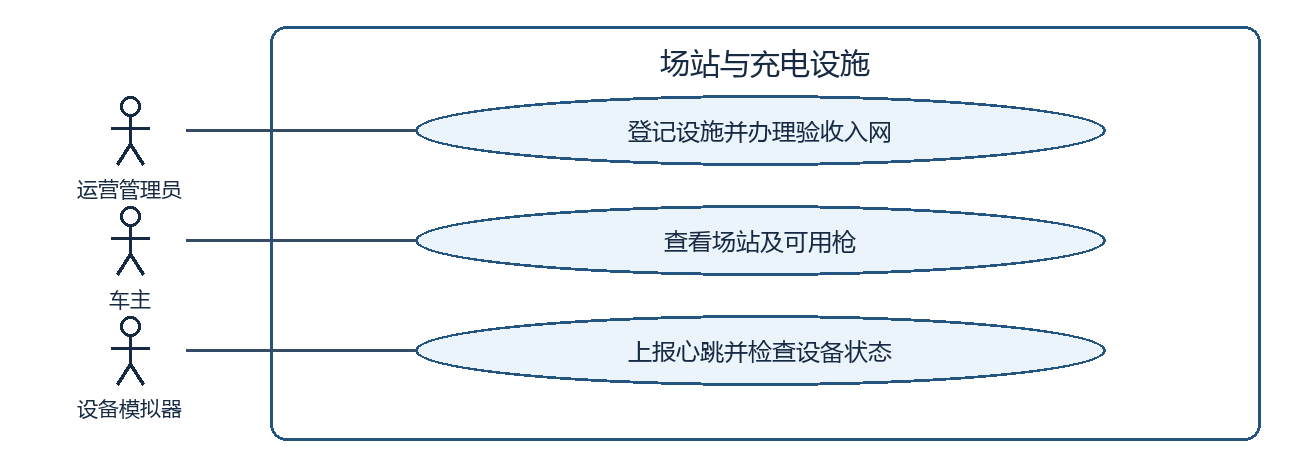 场站与充电设施
登记设施并办理验收入网
运营管理员
查看场站及可用枪
车主
上报心跳并检查设备状态
设备模拟器